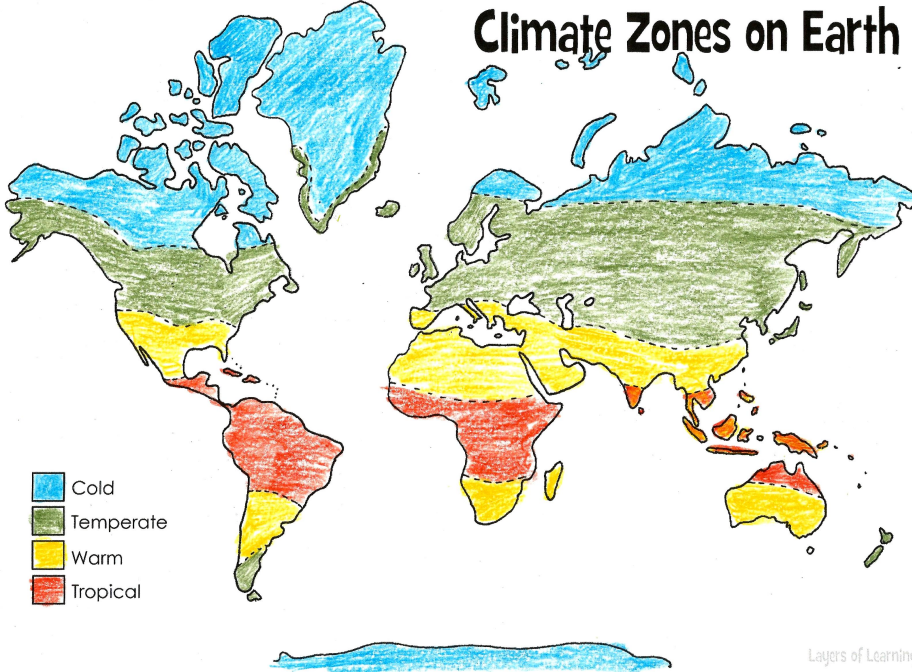 Climate Zones on Earth
Cold
Temperate
Warm
Tropical
Layers of Learning